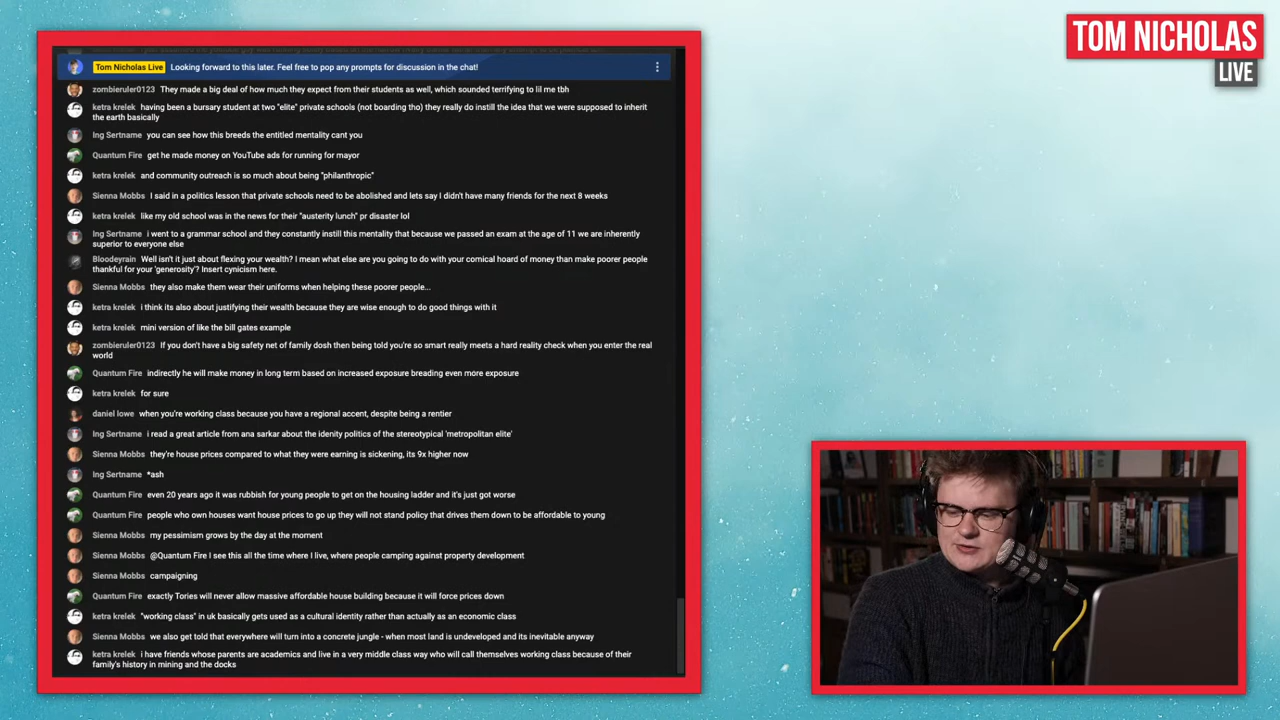 TOM NICHOLAS
LIVE
Tom Nicholas Live Looking forward to this later. Feel free to pop any prompts for discussion in the chat!
zombieruler0123 They made a big deal of how much they expect from their students as well, which sounded terrifying to lil me tbh
ketra krelek having been a bursary student at two "elite" private schools (not boarding tho) they really do instill the idea that we were supposed to inherit
the earth basically
Ing Sertname you can see how this breeds the entitled mentality cant you
Quantum Fire get he made money on YouTube ads for running for mayor
ketra krelek and community outreach is so much about being "philanthropic"
Sienna Mobbs I said in a politics lesson that private schools need to be abolished and lets say I didn't have many friends for the next 8 weeks
ketra krelek like my old school was in the news for their "austerity lunch" pr disaster lol
Ing Sertname i went to a grammar school and they constantly instill this mentality that because we passed an exam at the age of 11 we are inherently
superior to everyone else
Bloodeyrain Well isn't it just about flexing your wealth? I mean what else are you going to do with your comical hoard of money than make poorer people
thankful for your 'generosity'? Insert cynicism here.
Sienna Mobbs they also make them wear their uniforms when helping these poorer people...
ketra krelek i think its also about justifying their wealth because they are wise enough to do good things with it
ketra krelek mini version of like the bill gates example
zombieruler0123 If you don't have a big safety net of family dosh then being told you're so smart really meets a hard reality check when you enter the real
world
Quantum Fire indirectly he will make money in long term based on increased exposure breading even more exposure
ketra krelek for sure
daniel lowe when you're working class because you have a regional accent, despite being a rentier
Ing Sertname i read a great article from ana sarkar about the idenity politics of the stereotypical 'metropolitan elite'
Sienna Mobbs they're house prices compared to what they were earning is sickening, its 9x higher now
Ing Sertname *ash
Quantum Fire even 20 years ago it was rubbish for young people to get on the housing ladder and it's just got worse
Quantum Fire people who own houses want house prices to go up they will not stand policy that drives them down to be affordable to young
Sienna Mobbs my pessimism grows by the day at the moment
Sienna Mobbs @Quantum Fire I see this all the time where I live, where people camping against property development
Sienna Mobbs campaigning
Quantum Fire exactly Tories will never allow massive affordable house building because it will force prices down
ketra krelek "working class" in uk basically gets used as a cultural identity rather than actually as an economic class
Sienna Mobbs we also get told that everywhere will turn into a concrete jungle - when most land is undeveloped and its inevitable anyway
ketra krelek i have friends whose parents are academics and live in a very middle class way who will call themselves working class because of their
family's history in mining and the docks